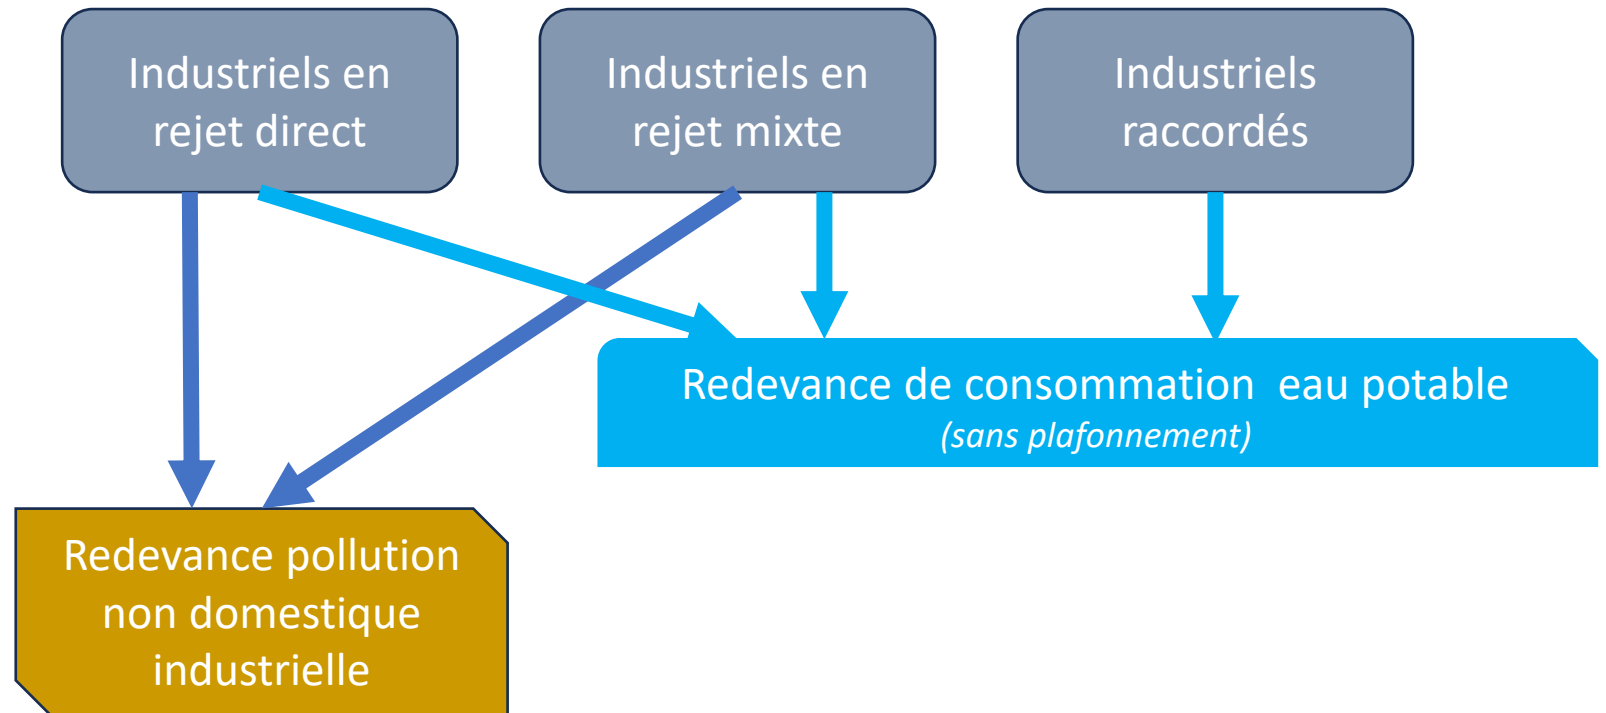 Industriels en
rejet direct
Industriels en
rejet mixte
Industriels
raccordés
Redevance de consommation  eau potable
(sans plafonnement)
Redevance pollution
non domestique
industrielle